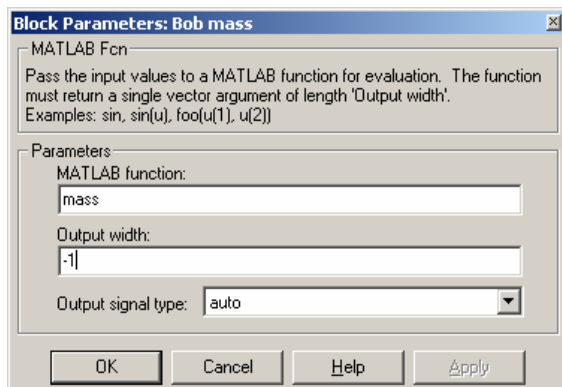 Block Parameters: Bob mass
MATLAB Fcn
Pass the input values to a MATLAB function for evaluation. The function
must return a single vector argument of length 'Output width'.
Examples: sin, sin(u), foo(u(1), u(2))
Parameters
MATLAB function:
mass
Output width:
-1
Output signal type: auto
OK Cancel Help Apply